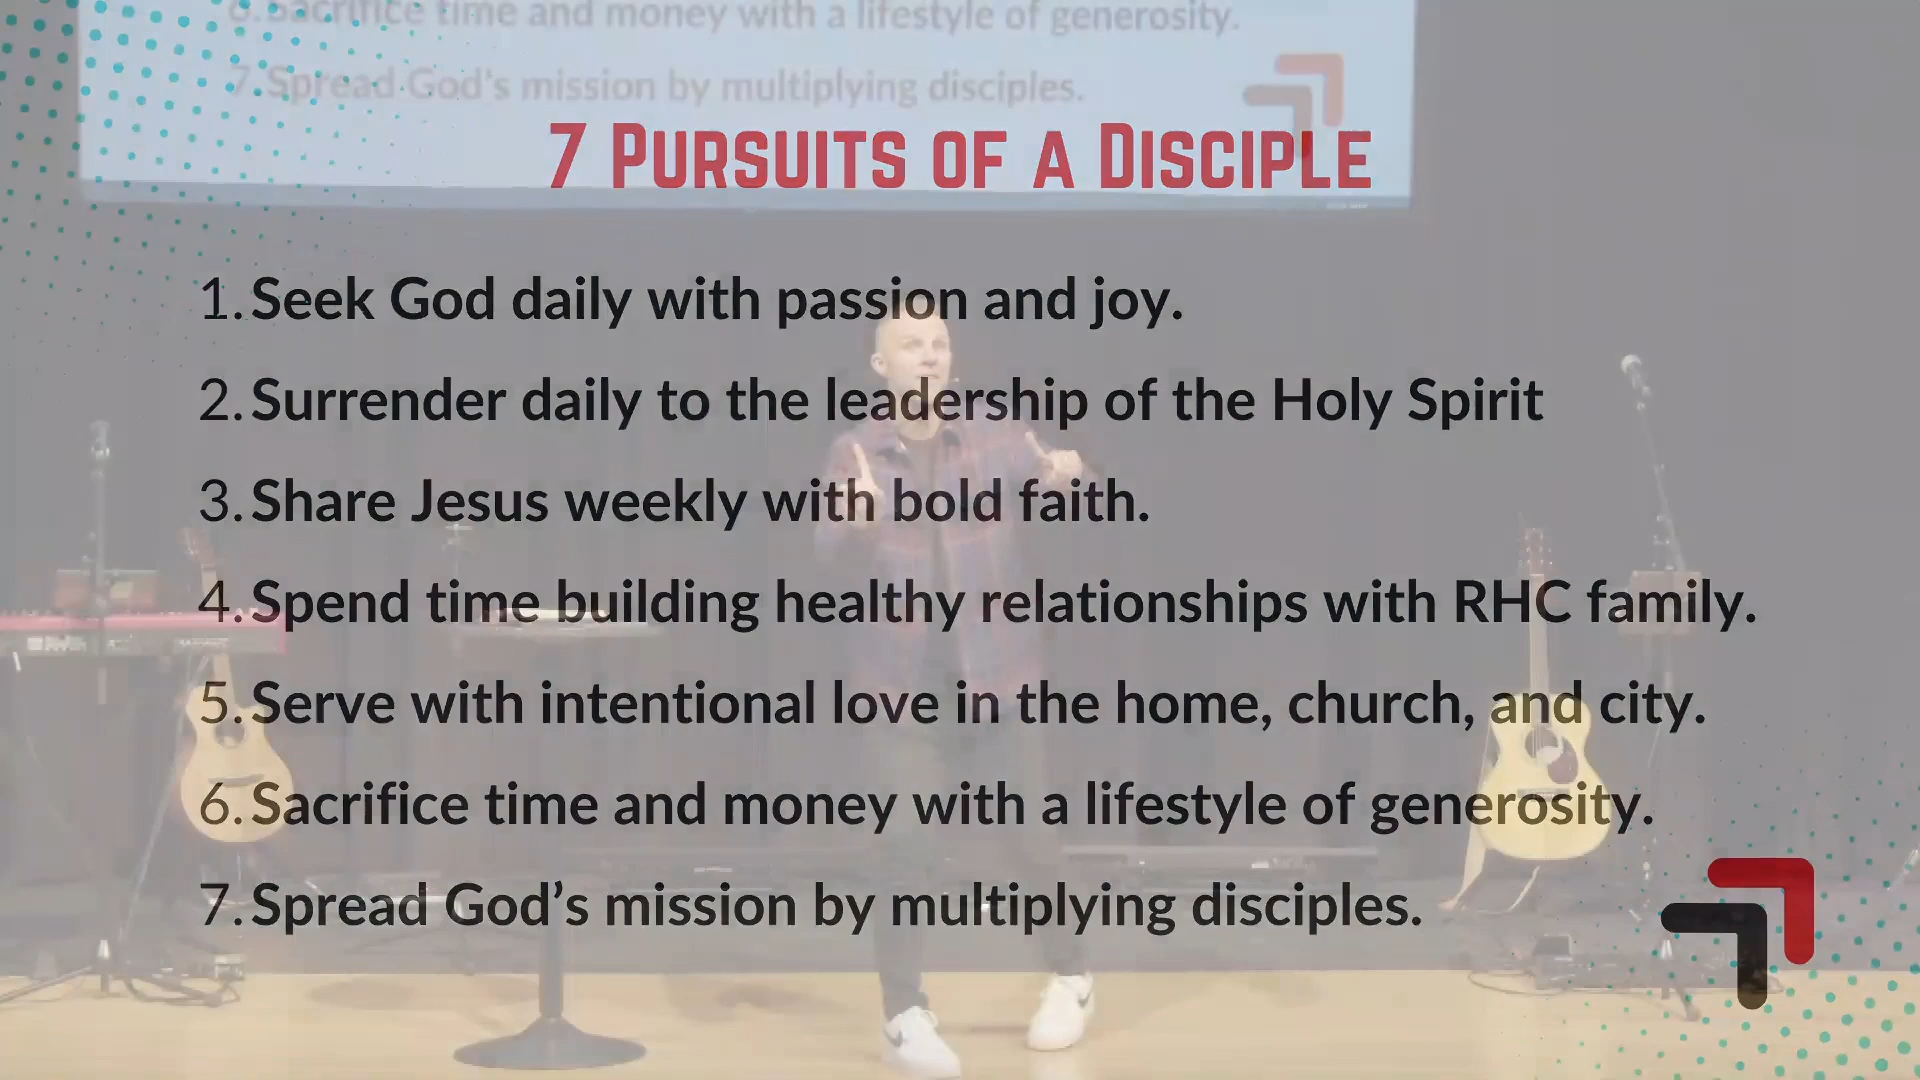 6. Sacrifice time and money with a lifestyle of generosity.
7. Spread God's mission by multiplying disciples.
7 PURSUITS OF A DISCIPLE
1. Seek God daily with passion and joy.
2. Surrender daily to the leadership of the Holy Spirit
3. Share Jesus weekly with bold faith.
4. Spend time building healthy relationships with RHC family.
5. Serve with intentional love in the home, church, and city.
6. Sacrifice time and money with a lifestyle of generosity.
7. Spread God’s mission by multiplying disciples.